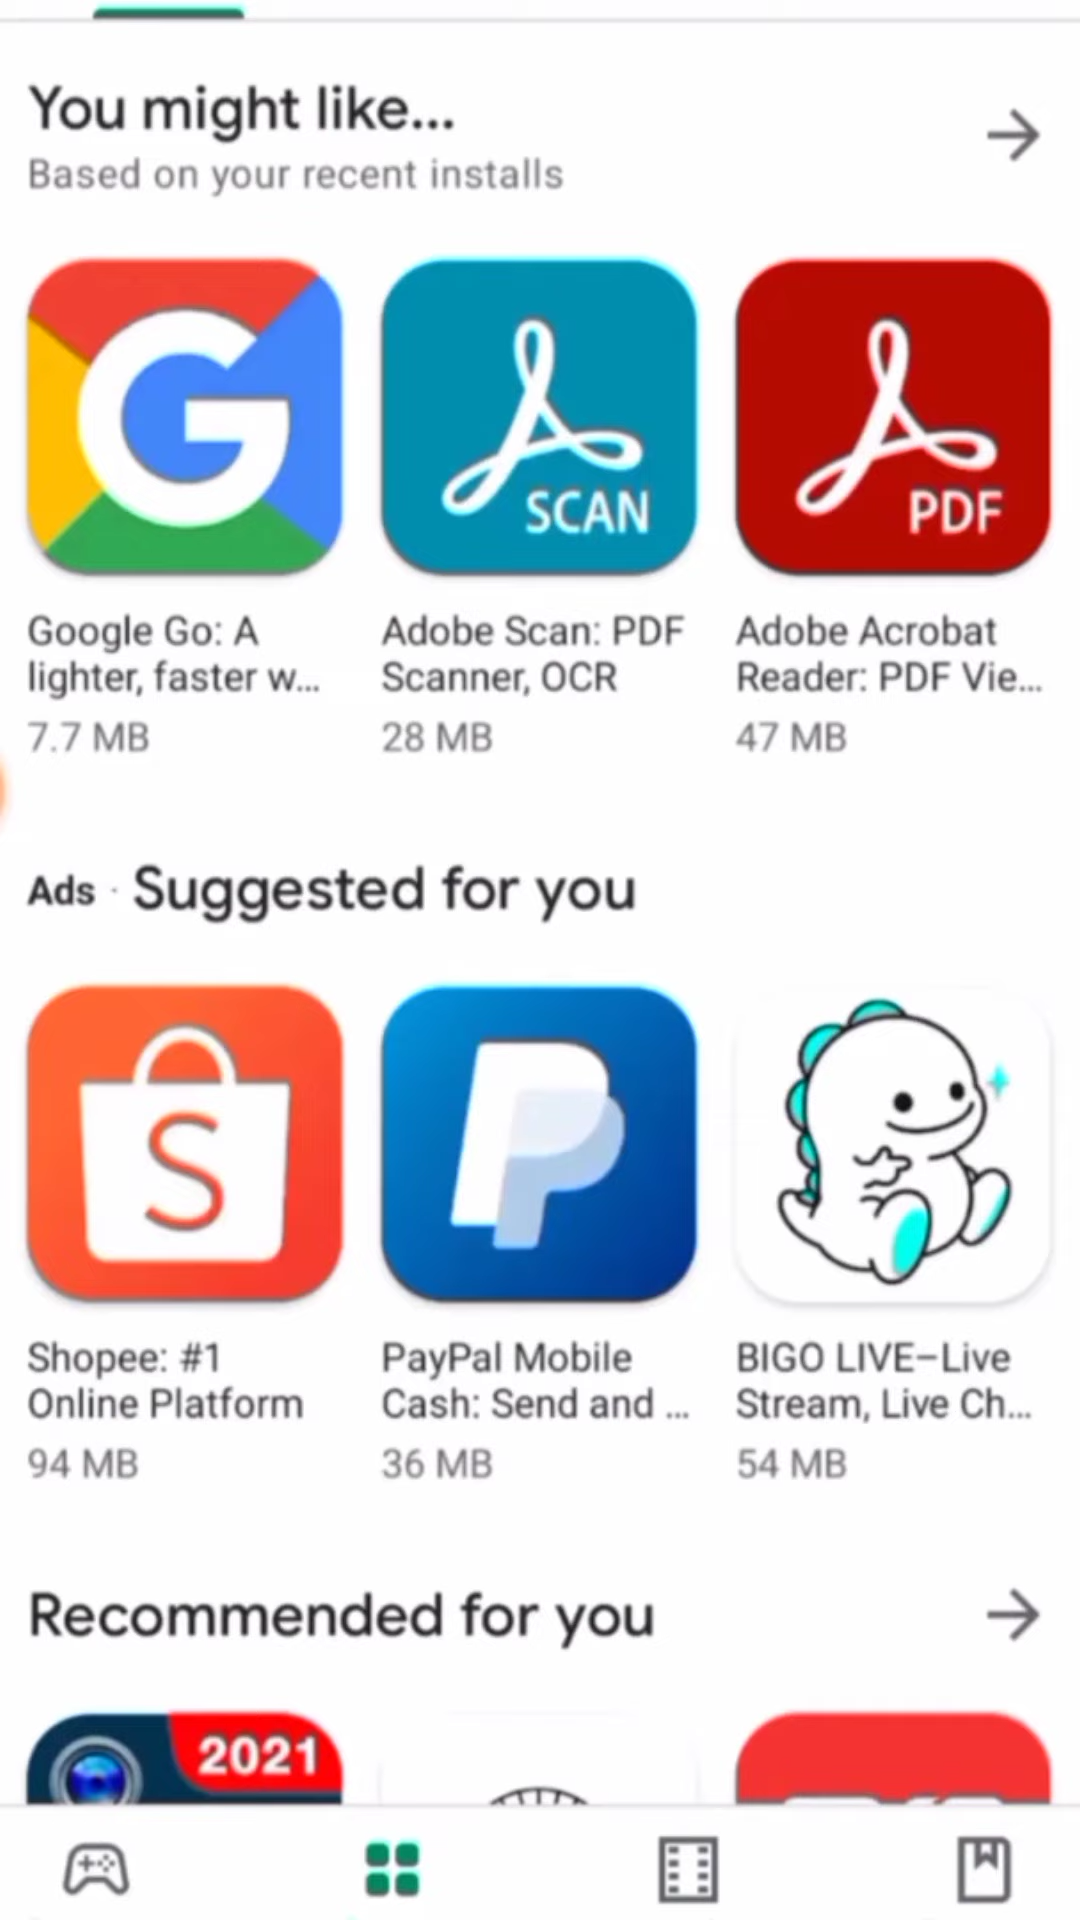 You might like...
Based on your recent installs
SCAN
PDF
Google Go: A
lighter, faster w...
7.7 MB
Adobe Scan: PDF
Scanner, OCR
28 MB
Adobe Acrobat
Reader: PDF Vie...
47 MB
Ads · Suggested for you
S
Shopee: #1
Online Platform
94 MB
PayPal Mobile
Cash: Send and ...
36 MB
BIGO LIVE–Live
Stream, Live Ch...
54 MB
Recommended for you
2021